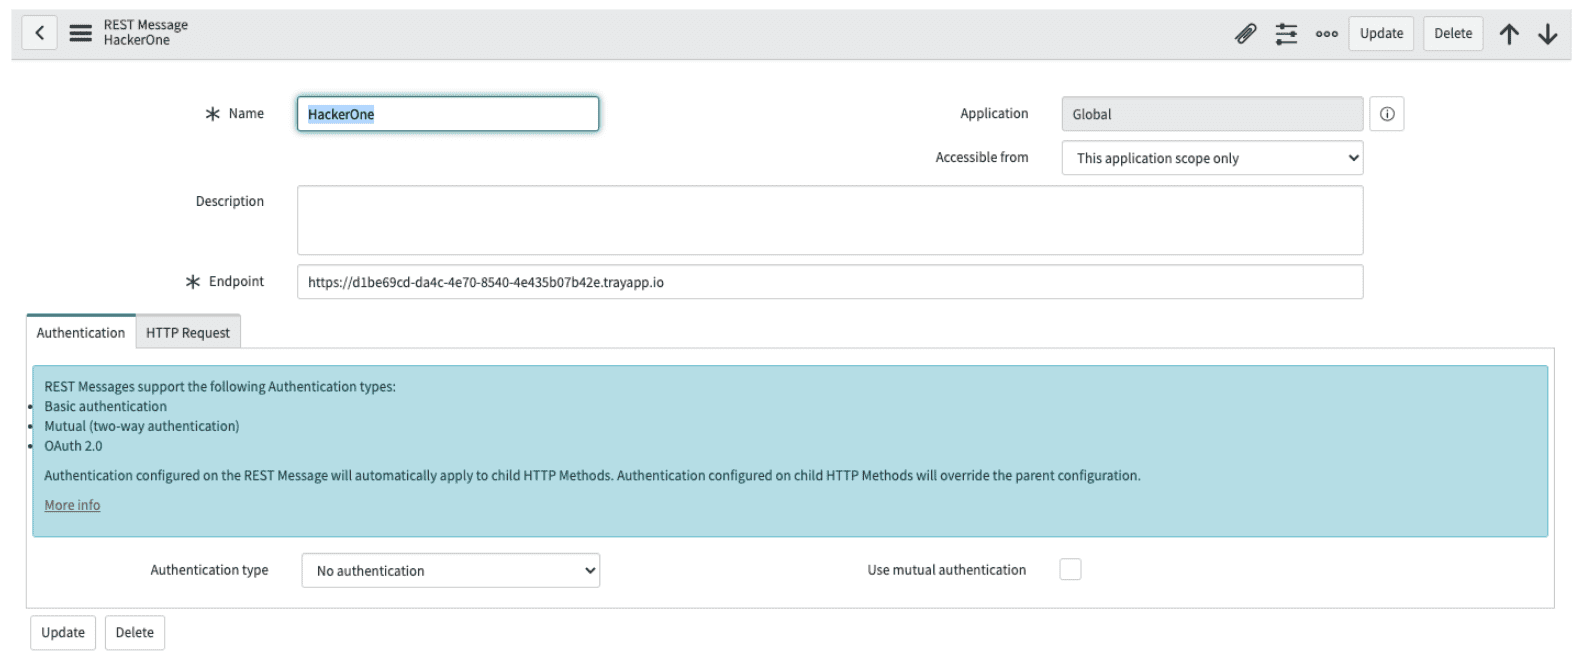 REST Message
HackerOne
Update
Delete
Name
HackerOne
Application
Global
Accessible from
This application scope only
Description
Endpoint
https://d1be69cd-da4c-4e70-8540-4e435b07b42e.trayapp.io
Authentication
HTTP Request
REST Messages support the following Authentication types:
Basic authentication
Mutual (two-way authentication)
OAuth 2.0
Authentication configured on the REST Message will automatically apply to child HTTP Methods. Authentication configured on child HTTP Methods will override the parent configuration.
More info
Authentication type
No authentication
Use mutual authentication
Update
Delete